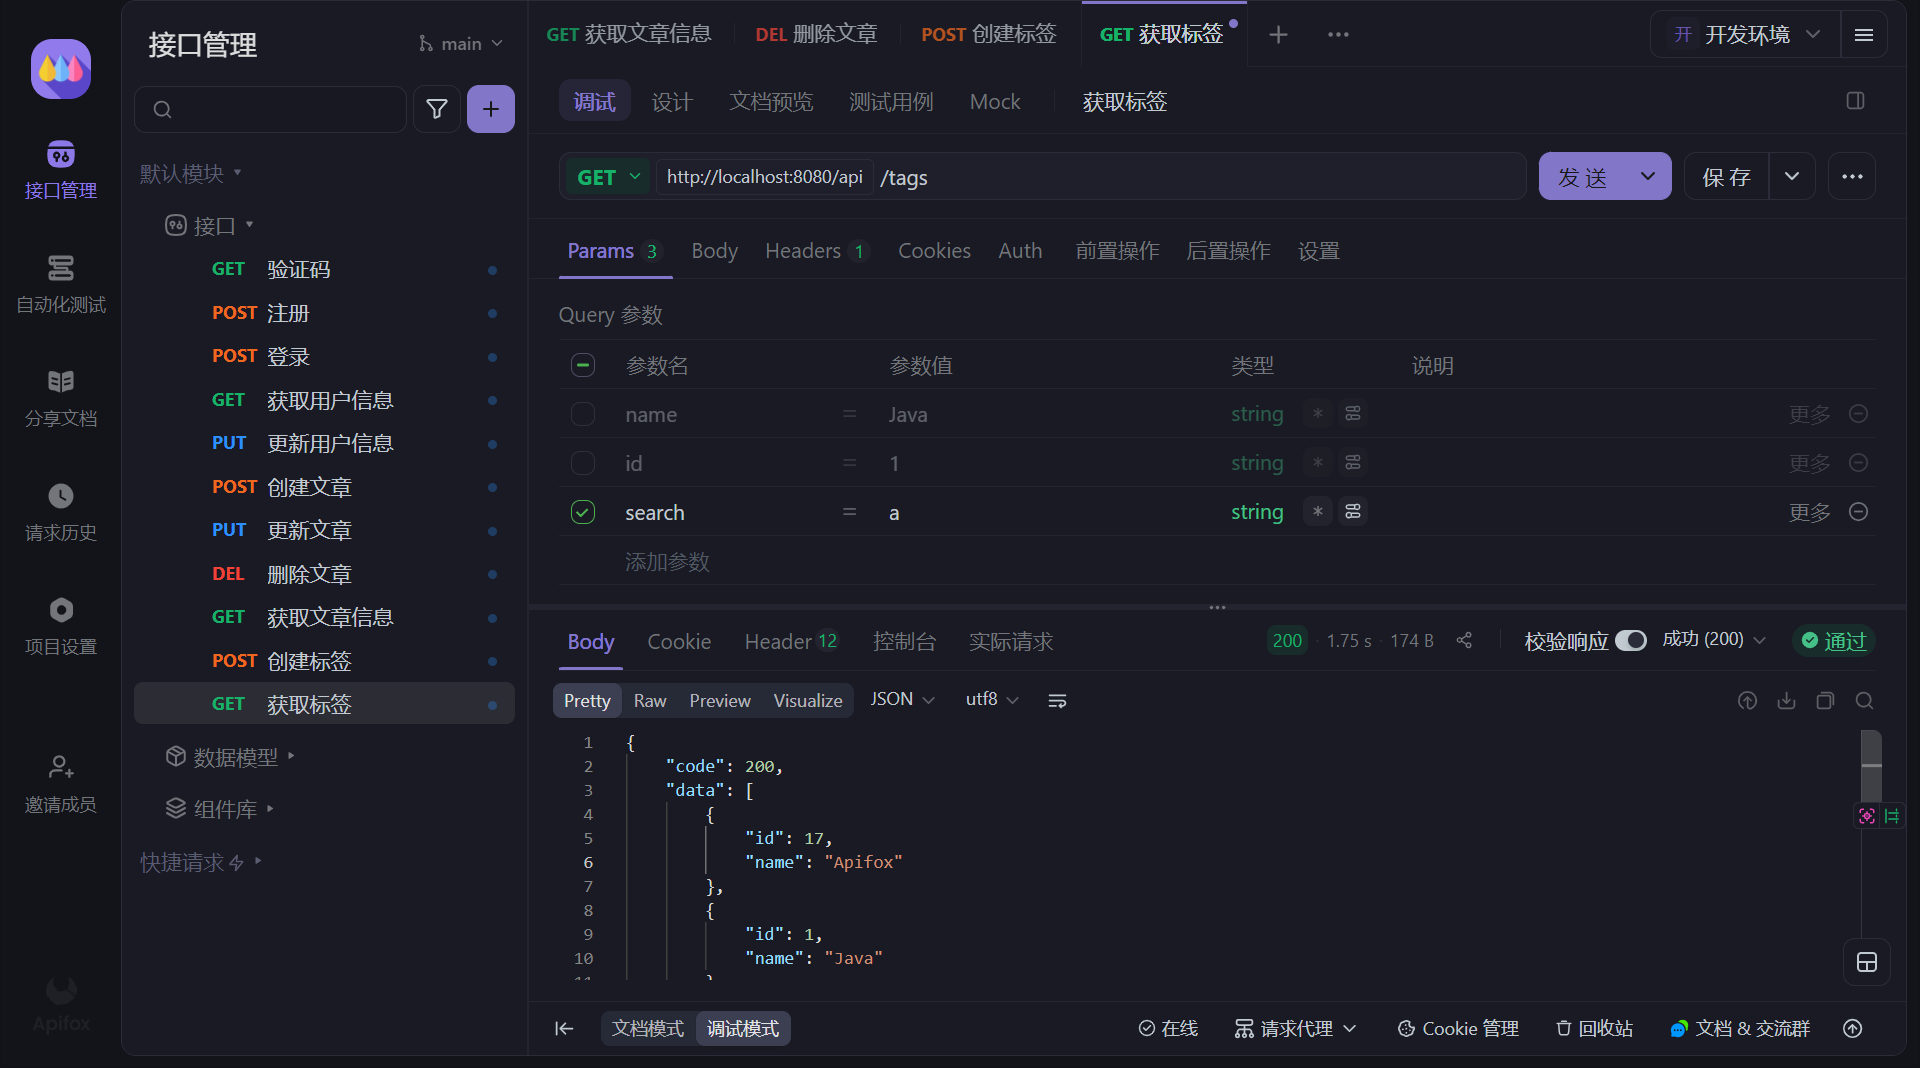 接口管理
自动化测试
分享文档
请求历史
项目设置
邀请成员
Apifox
接口管理
main
默认模块
接口
GET 验证码
POST 注册
POST 登录
GET 获取用户信息
PUT 更新用户信息
POST 创建文章
PUT 更新文章
DEL 删除文章
GET 获取文章信息
POST 创建标签
GET 获取标签
数据模型
组件库
快捷请求
GET 获取文章信息 DEL 删除文章 POST 创建标签 GET 获取标签
开 开发环境
调试 设计 文档预览 测试用例 Mock 获取标签
GET http://localhost:8080/api /tags
发 送 保 存
Params 3 Body Headers 1 Cookies Auth 前置操作 后置操作 设置
Query 参数
参数名 参数值 类型 说明
name = Java string * 更多
id = 1 string * 更多
search = a string * 更多
添加参数
Body Cookie Header 12 控制台 实际请求
200 · 1.75 s · 174 B 校验响应 成功 (200) 通过
Pretty Raw Preview Visualize JSON utf8
1 {
2 "code": 200,
3 "data": [
4 {
5 "id": 17,
6 "name": "Apifox"
7 },
8 {
9 "id": 1,
10 "name": "Java"
11 }
文档模式 调试模式 在线 请求代理 Cookie 管理 回收站 文档 & 交流群